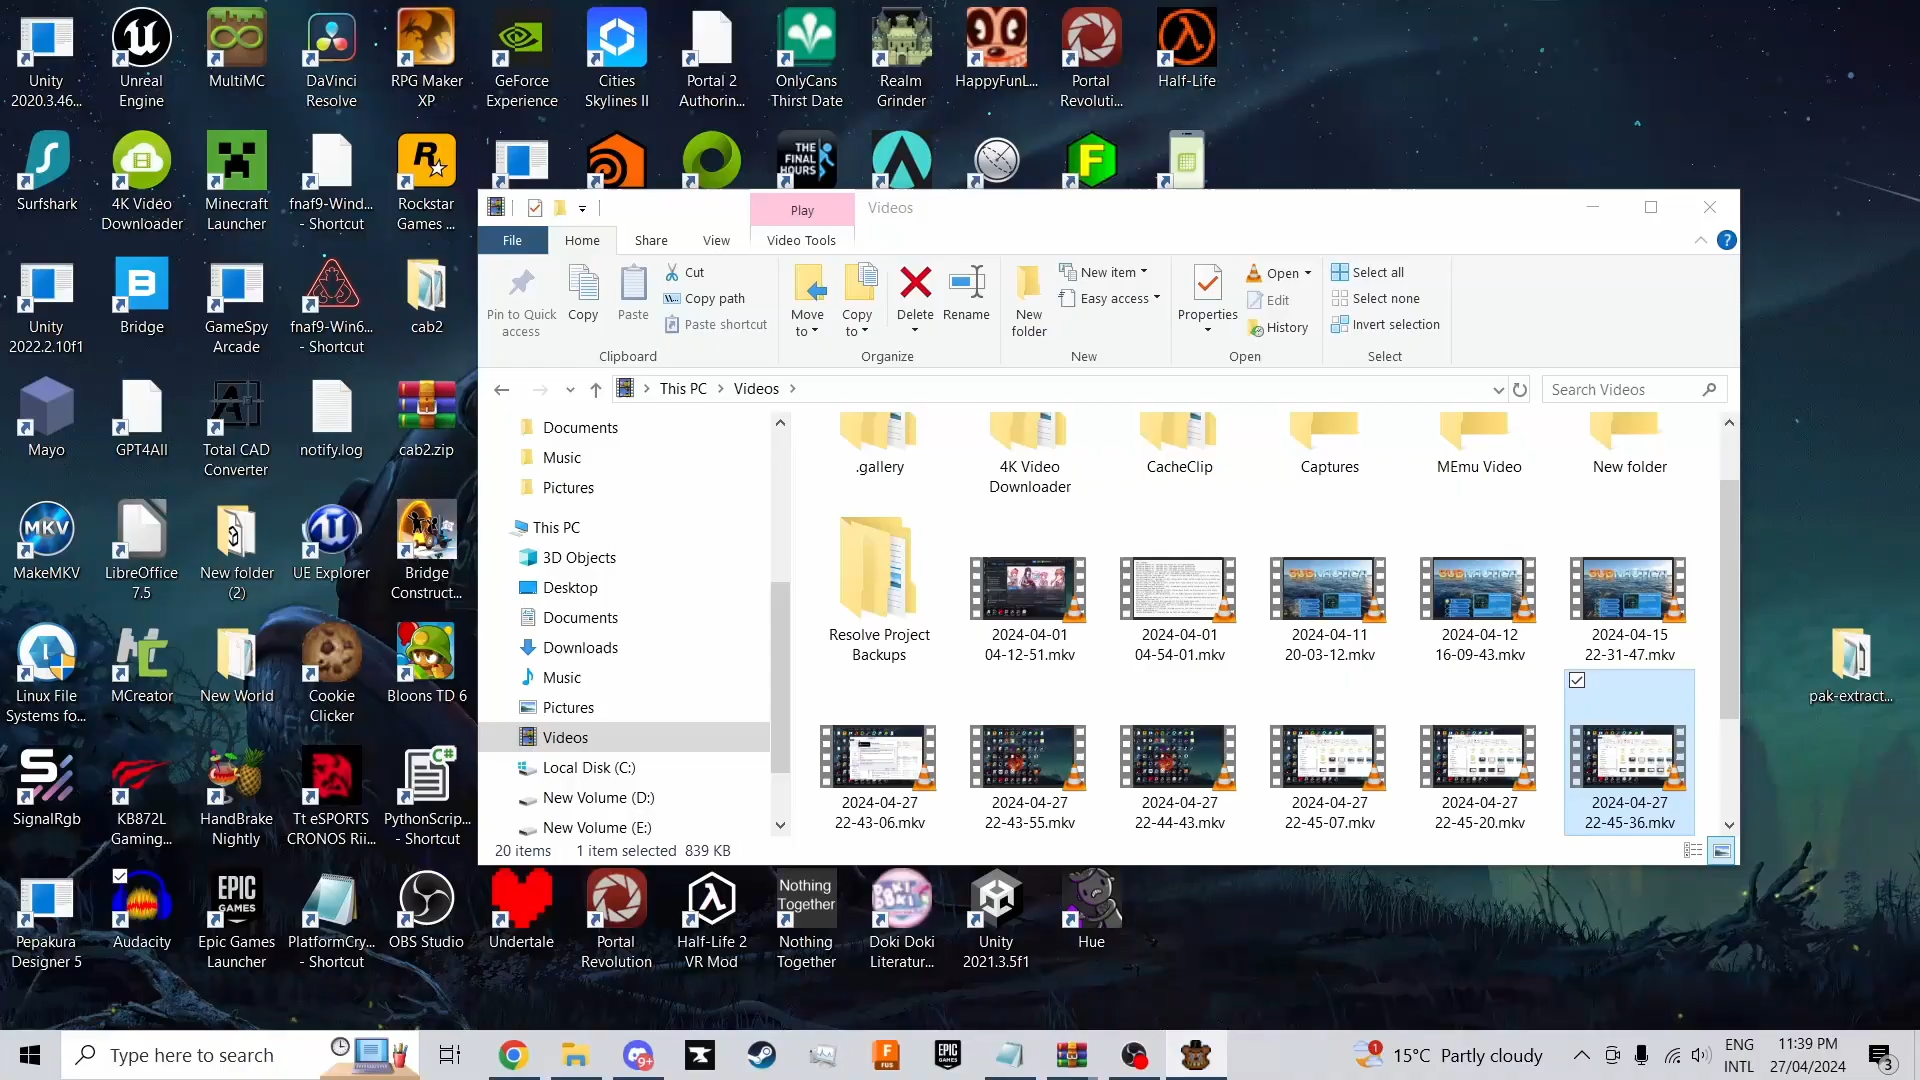 Unity
2020.3.46...
Unreal
Engine
MultiMC
DaVinci
Resolve
RPG Maker
XP
GeForce
Experience
Cities
Skylines II
Portal 2
Authorin...
OnlyCans
Thirst Date
Realm
Grinder
HappyFunL...
Portal
Revoluti...
Half-Life
THE
FINAL
HOURS
Surfshark
4K Video
Downloader
Minecraft
Launcher
fnaf9-Wind...
- Shortcut
Rockstar
Games ...
Play
Videos
File
Home
Share
View
Video Tools
Pin to Quick
access
Copy
Paste
Cut
Copy path
Paste shortcut
Clipboard
Move
to
Copy
to
Delete
Rename
Organize
New
folder
New item
Easy access
New
Properties
Open
Edit
History
Open
Select all
Select none
Invert selection
Select
Unity
2022.2.10f1
Bridge
GameSpy
Arcade
fnaf9-Win6...
- Shortcut
cab2
This PC
Videos
Search Videos
Mayo
GPT4All
Total CAD
Converter
notify.log
cab2.zip
Documents
Music
Pictures
This PC
3D Objects
Desktop
Documents
Downloads
Music
Pictures
Videos
Local Disk (C:)
New Volume (D:)
New Volume (E:)
.gallery
4K Video
Downloader
CacheClip
Captures
MEmu Video
New folder
Resolve Project
Backups
2024-04-01
04-12-51.mkv
2024-04-01
04-54-01.mkv
2024-04-11
20-03-12.mkv
2024-04-12
16-09-43.mkv
2024-04-15
22-31-47.mkv
2024-04-27
22-43-06.mkv
2024-04-27
22-43-55.mkv
2024-04-27
22-44-43.mkv
2024-04-27
22-45-07.mkv
2024-04-27
22-45-20.mkv
2024-04-27
22-45-36.mkv
20 items
1 item selected 839 KB
MKV
MakeMKV
LibreOffice
7.5
New folder
(2)
UE Explorer
Bridge
Construct...
Linux File
Systems fo...
MCreator
New World
Cookie
Clicker
Bloons TD 6
pak-extract...
SignalRgb
KB872L
Gaming...
HandBrake
Nightly
Tt eSPORTS
CRONOS Rii...
PythonScrip...
- Shortcut
EPIC
GAMES
Nothing
Together
Pepakura
Designer 5
Audacity
Epic Games
Launcher
PlatformCry...
- Shortcut
OBS Studio
Undertale
Portal
Revolution
Half-Life 2
VR Mod
Nothing
Together
Doki Doki
Literatur...
Unity
2021.3.5f1
Hue
Type here to search
9+
FUS
EPIC
GAMES
1
15°C Partly cloudy
ENG
INTL
11:39 PM
27/04/2024
3